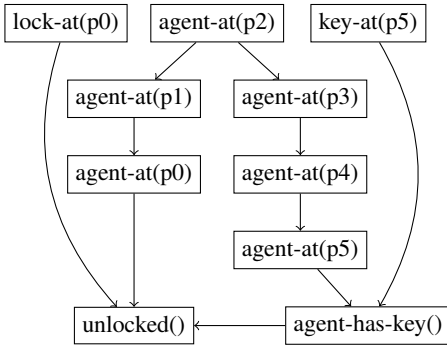 lock-at(p0) agent-at(p2) key-at(p5)
agent-at(p1) agent-at(p3)
agent-at(p0) agent-at(p4)
agent-at(p5)
unlocked() agent-has-key()